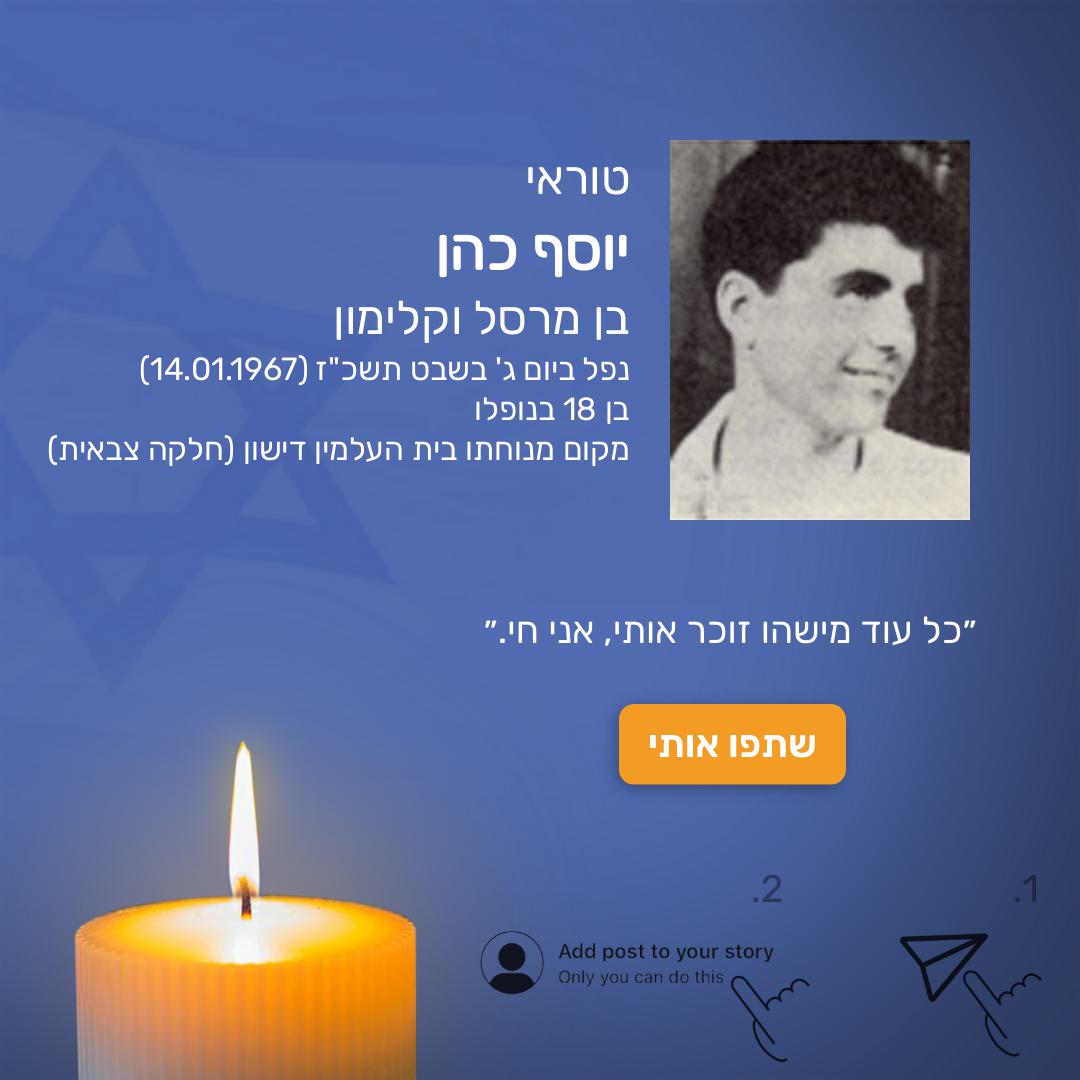 טוראי
יוסף כהן
בן מרסל וקלימון
נפל ביום ג' בשבט תשכ"ז (14.01.1967)
בן 18 בנופלו
מקום מנוחתו בית העלמין דישון (חלקה צבאית)
״כל עוד מישהו זוכר אותי, אני חי.״
שתפו אותי
1.
2.
Add post to your story
Only you can do this